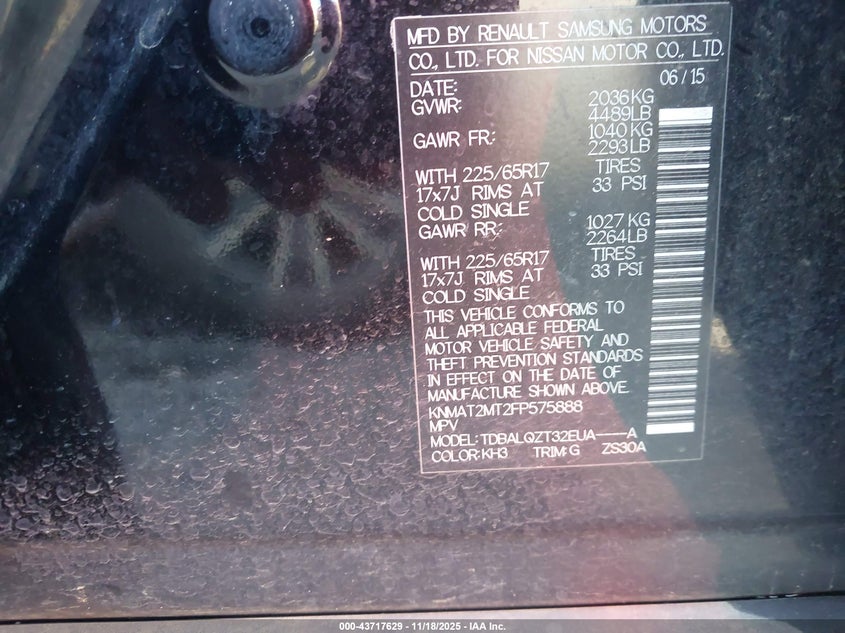 MFD BY RENAULT SAMSUNG MOTORS
CO., LTD. FOR NISSAN MOTOR CO., LTD.
DATE: 06/15
GVWR: 2036KG
4489LB
GAWR FR: 1040KG
2293LB
WITH 225/65R17 TIRES
17x7J RIMS AT 33 PSI
COLD SINGLE
GAWR RR: 1027KG
2264LB
WITH 225/65R17 TIRES
17x7J RIMS AT 33 PSI
COLD SINGLE
THIS VEHICLE CONFORMS TO
ALL APPLICABLE FEDERAL
MOTOR VEHICLE SAFETY AND
THEFT PREVENTION STANDARDS
IN EFFECT ON THE DATE OF
MANUFACTURE SHOWN ABOVE.
KNMAT2MT2FP575888
MPV
MODEL: TDBALQZT32EUA----A
COLOR:KH3 TRIM:G ZS30A
000-43717629 - 11/18/2025 - IAA Inc.